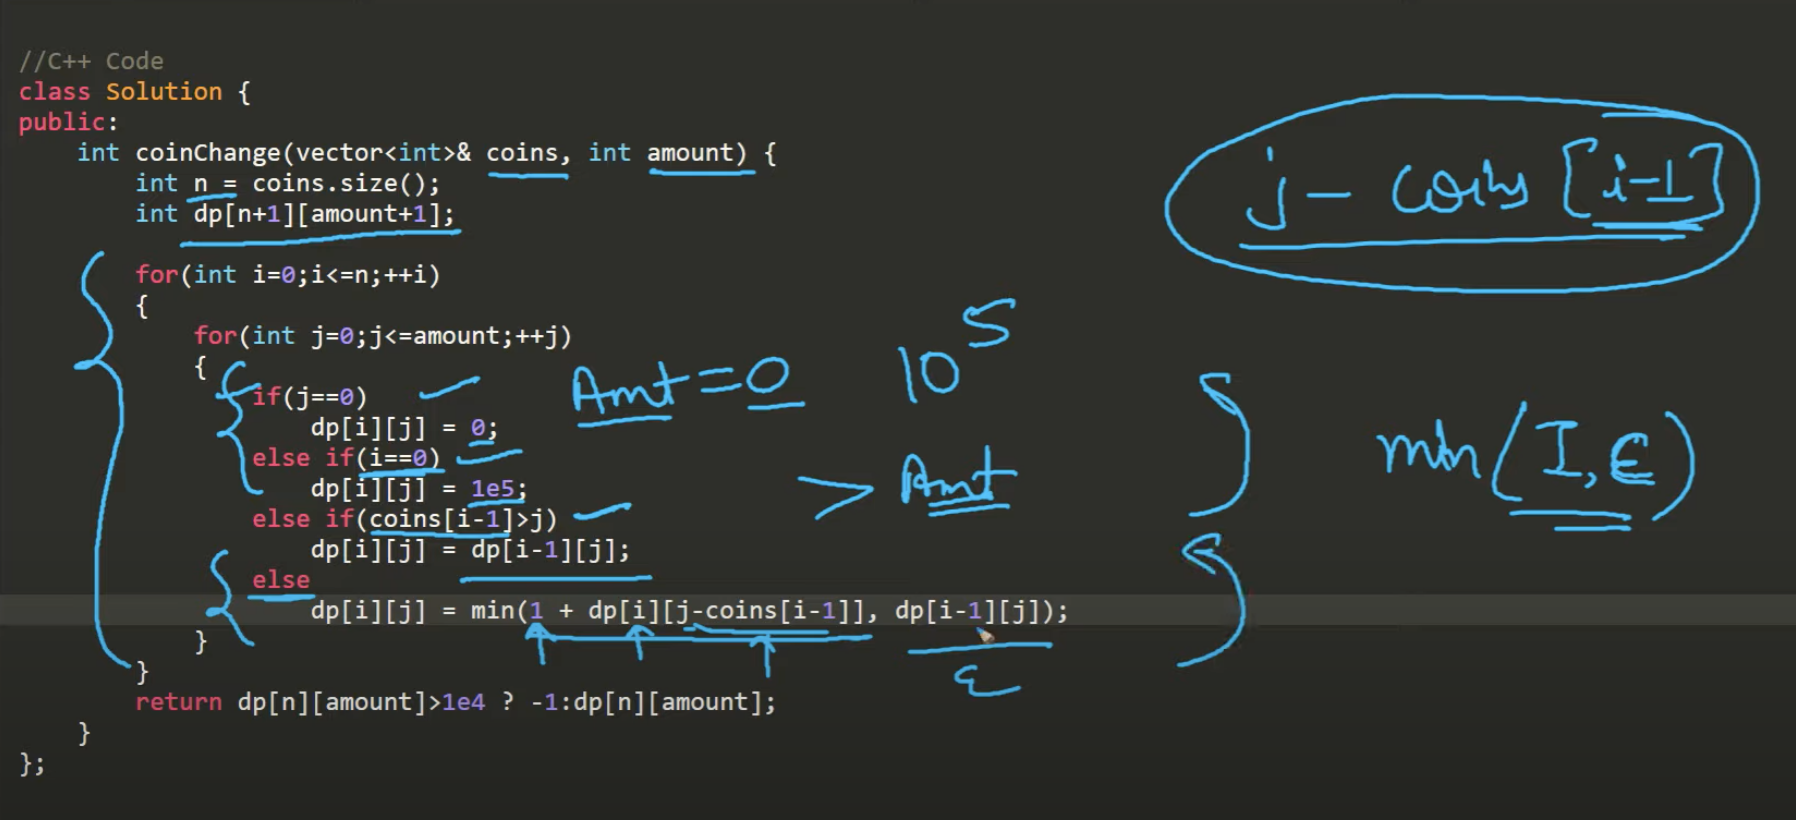 //C++ Code
class Solution {
public:
int coinChange(vector<int>& coins, int amount) {
int n = coins.size();
int dp[n+1][amount+1];
j - coins [i-1]
for(int i=0;i<=n;++i)
{
for(int j=0;j<=amount;++j)
{
10^5
if(j==0)
Amt = 0
dp[i][j] = 0;
else if(i==0)
min(I, E)
dp[i][j] = 1e5;
> Amt
else if(coins[i-1]>j)
dp[i][j] = dp[i-1][j];
else
dp[i][j] = min(1 + dp[i][j-coins[i-1]], dp[i-1][j]);
}
E
}
return dp[n][amount]>1e4 ? -1:dp[n][amount];
}
};